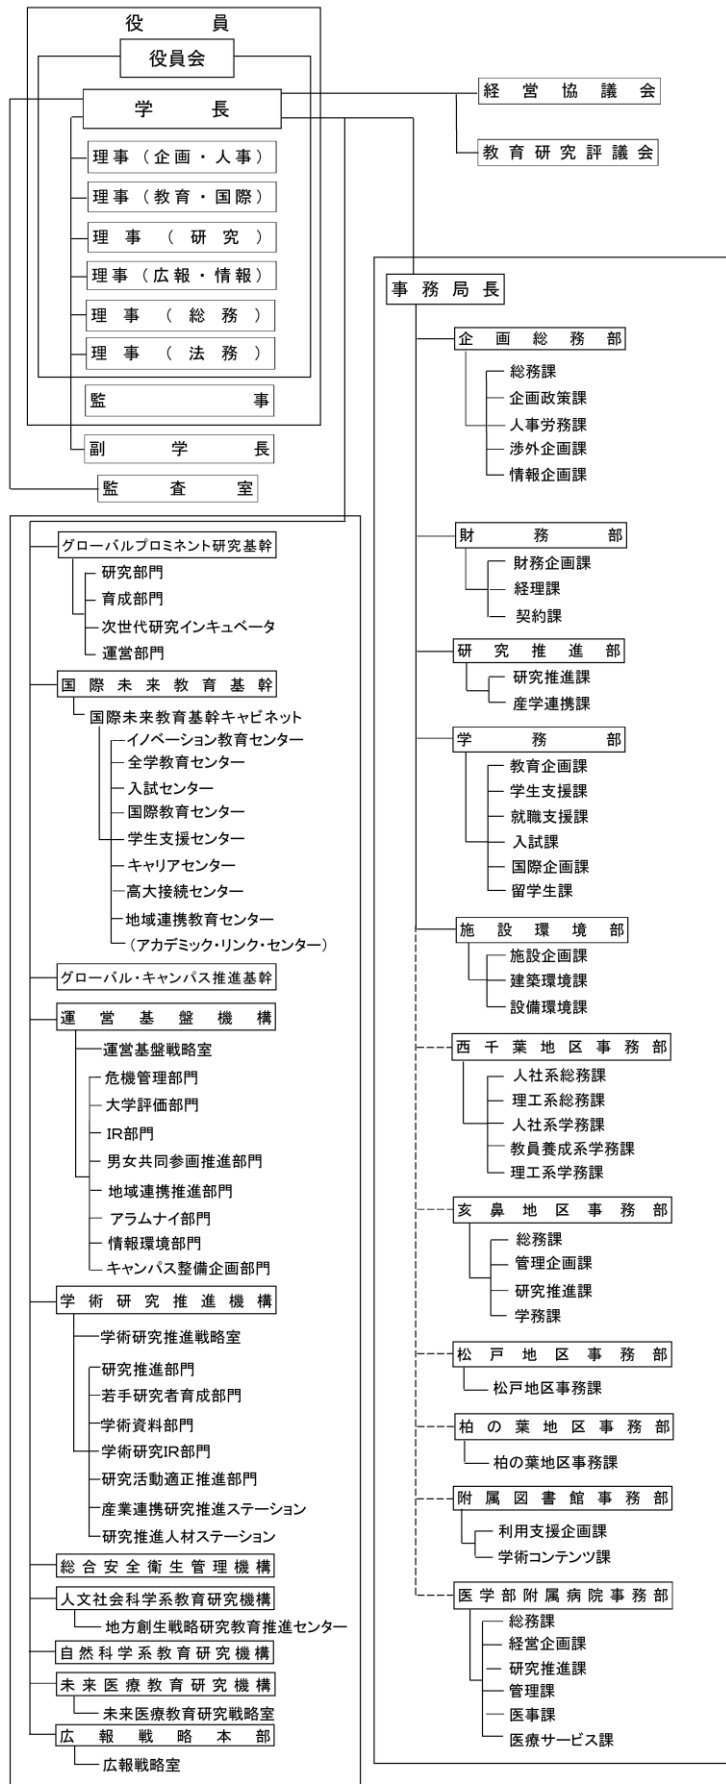 役員
役員会
学長
理事（企画・人事）
理事（教育・国際）
理事（研究）
理事（広報・情報）
理事（総務）
理事（法務）
監事
副学長
監査室
経営協議会
教育研究評議会
グローバルプロミネント研究基幹
研究部門
育成部門
次世代研究インキュベータ
運営部門
国際未来教育基幹
国際未来教育基幹キャビネット
イノベーション教育センター
全学教育センター
入試センター
国際教育センター
学生支援センター
キャリアセンター
高大接続センター
地域連携教育センター
（アカデミック・リンク・センター）
グローバル・キャンパス推進基幹
運営基盤機構
運営基盤戦略室
危機管理部門
大学評価部門
IR部門
男女共同参画推進部門
地域連携推進部門
アラムナイ部門
情報環境部門
キャンパス整備企画部門
学術研究推進機構
学術研究推進戦略室
研究推進部門
若手研究者育成部門
学術資料部門
学術研究IR部門
研究活動適正推進部門
産業連携研究推進ステーション
研究推進人材ステーション
総合安全衛生管理機構
人文社会科学系教育研究機構
地方創生戦略研究教育推進センター
自然科学系教育研究機構
未来医療教育研究機構
未来医療教育研究戦略室
広報戦略本部
広報戦略室
事務局長
企画総務部
総務課
企画政策課
人事労務課
渉外企画課
情報企画課
財務部
財務企画課
経理課
契約課
研究推進部
研究推進課
産学連携課
学務部
教育企画課
学生支援課
就職支援課
入試課
国際企画課
留学生課
施設環境部
施設企画課
建築環境課
設備環境課
西千葉地区事務部
人社系総務課
理工系総務課
人社系学務課
教員養成系学務課
理工系学務課
亥鼻地区事務部
総務課
管理企画課
研究推進課
学務課
松戸地区事務部
松戸地区事務課
柏の葉地区事務部
柏の葉地区事務課
附属図書館事務部
利用支援企画課
学術コンテンツ課
医学部附属病院事務部
総務課
経営企画課
研究推進課
管理課
医事課
医療サービス課